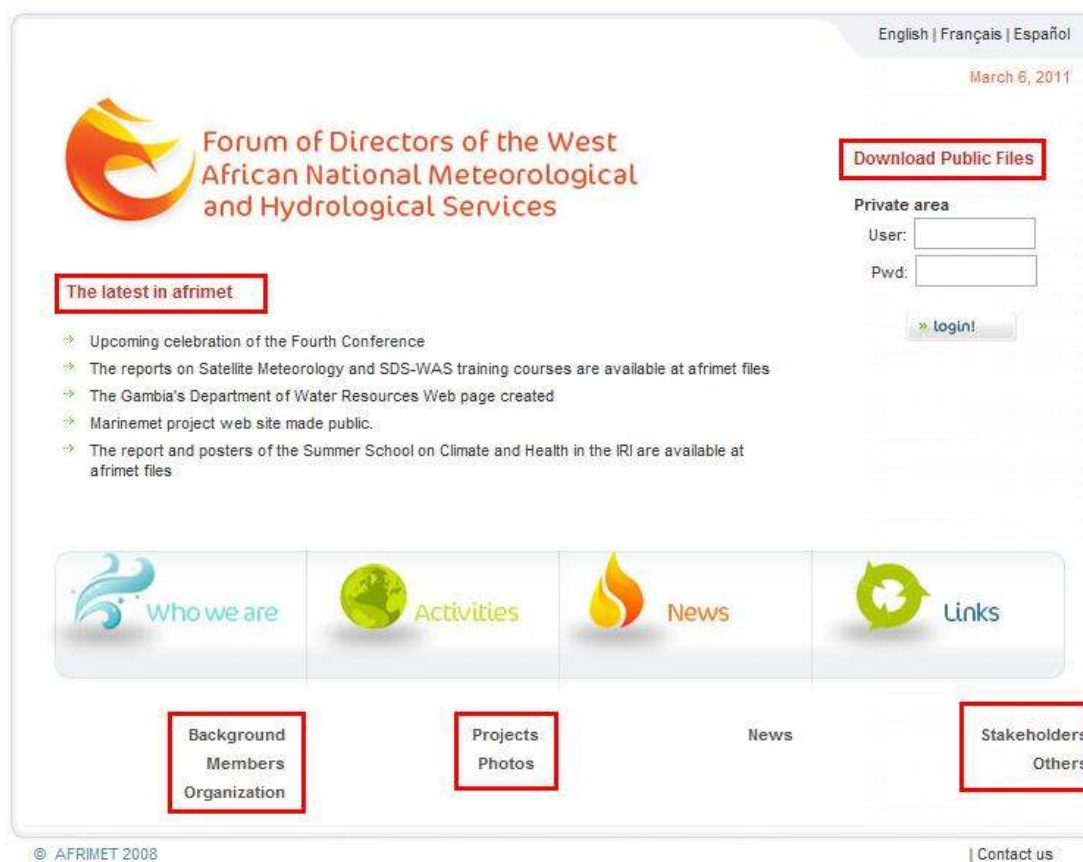 English | Français | Español
March 6, 2011
Forum of Directors of the West
African National Meteorological
and Hydrological Services
Download Public Files
Private area
User:
Pwd:
» login!
The latest in afrimet
Upcoming celebration of the Fourth Conference
The reports on Satellite Meteorology and SDS-WAS training courses are available at afrimet files
The Gambia's Department of Water Resources Web page created
Marinemet project web site made public.
The report and posters of the Summer School on Climate and Health in the IRI are available at
afrimet files
Who we are
Activities
News
Links
Background
Members
Organization
Projects
Photos
News
Stakeholders
Others
© AFRIMET 2008
| Contact us